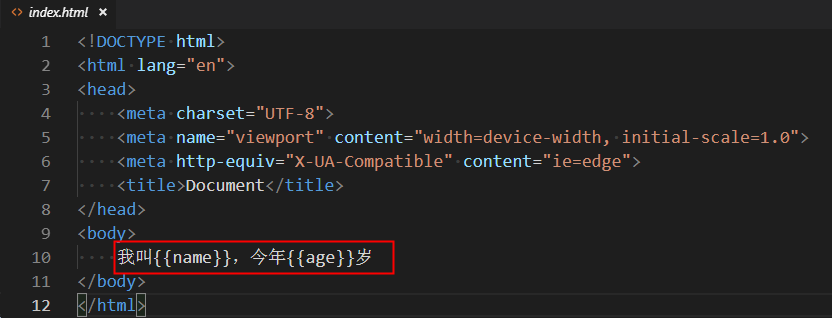 index.html
1 <!DOCTYPE html>
2 <html lang="en">
3 <head>
4     <meta charset="UTF-8">
5     <meta name="viewport" content="width=device-width, initial-scale=1.0">
6     <meta http-equiv="X-UA-Compatible" content="ie=edge">
7     <title>Document</title>
8 </head>
9 <body>
10     我叫{{name}}，今年{{age}}岁
11 </body>
12 </html>